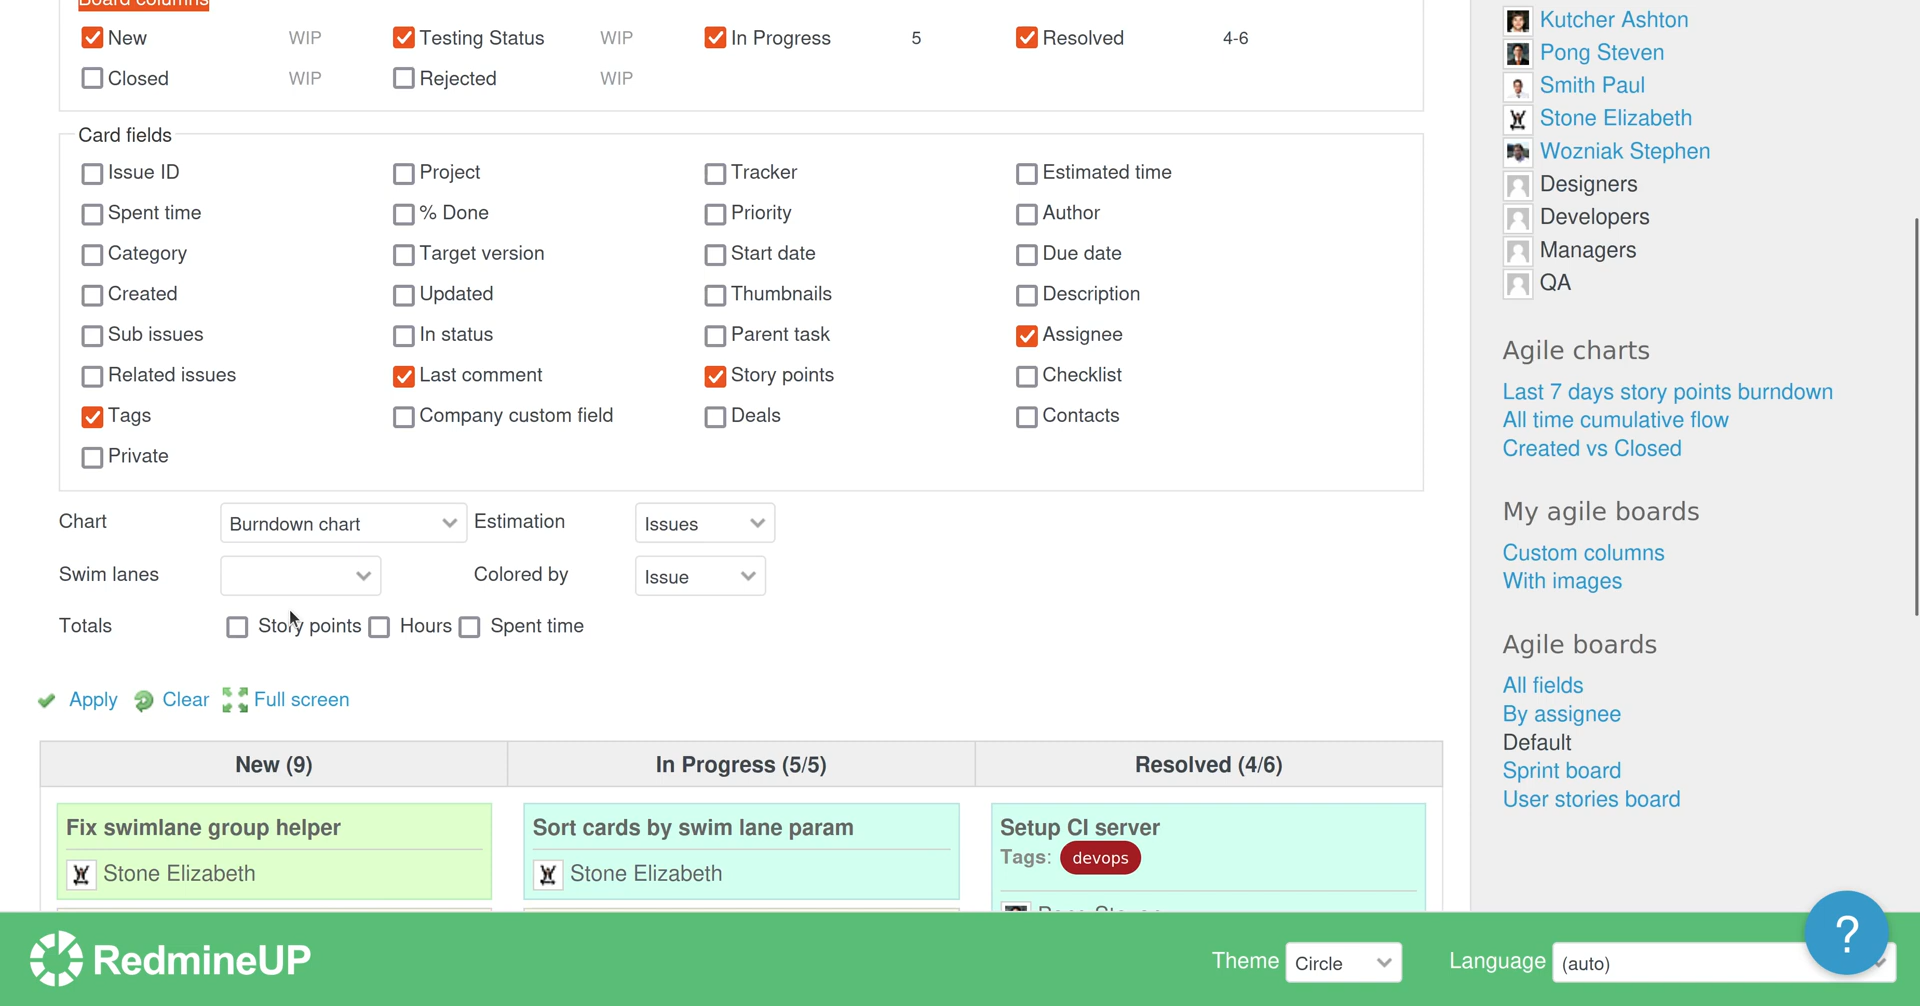 Board columns
New WIP Testing Status WIP In Progress 5 Resolved 4-6
Closed WIP Rejected WIP
Card fields
Issue ID Project Tracker Estimated time
Spent time % Done Priority Author
Category Target version Start date Due date
Created Updated Thumbnails Description
Sub issues In status Parent task Assignee
Related issues Last comment Story points Checklist
Tags Company custom field Deals Contacts
Private
Chart Burndown chart Estimation Issues
Swim lanes Colored by Issue
Totals Story points Hours Spent time
Apply Clear Full screen
New (9) In Progress (5/5) Resolved (4/6)
Fix swimlane group helper
Stone Elizabeth
Sort cards by swim lane param
Stone Elizabeth
Setup CI server
Tags: devops
Kutcher Ashton
Pong Steven
Smith Paul
Stone Elizabeth
Wozniak Stephen
Designers
Developers
Managers
QA
Agile charts
Last 7 days story points burndown
All time cumulative flow
Created vs Closed
My agile boards
Custom columns
With images
Agile boards
All fields
By assignee
Default
Sprint board
User stories board
RedmineUP Theme Circle Language (auto) ?